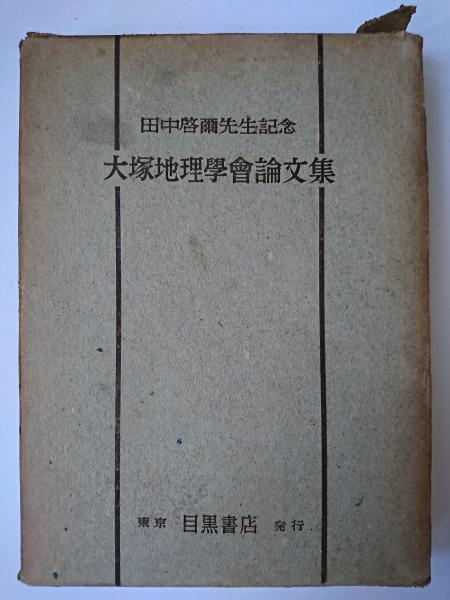 田中啓爾先生記念
大塚地理學會論文集
東京 目黒書店 発行